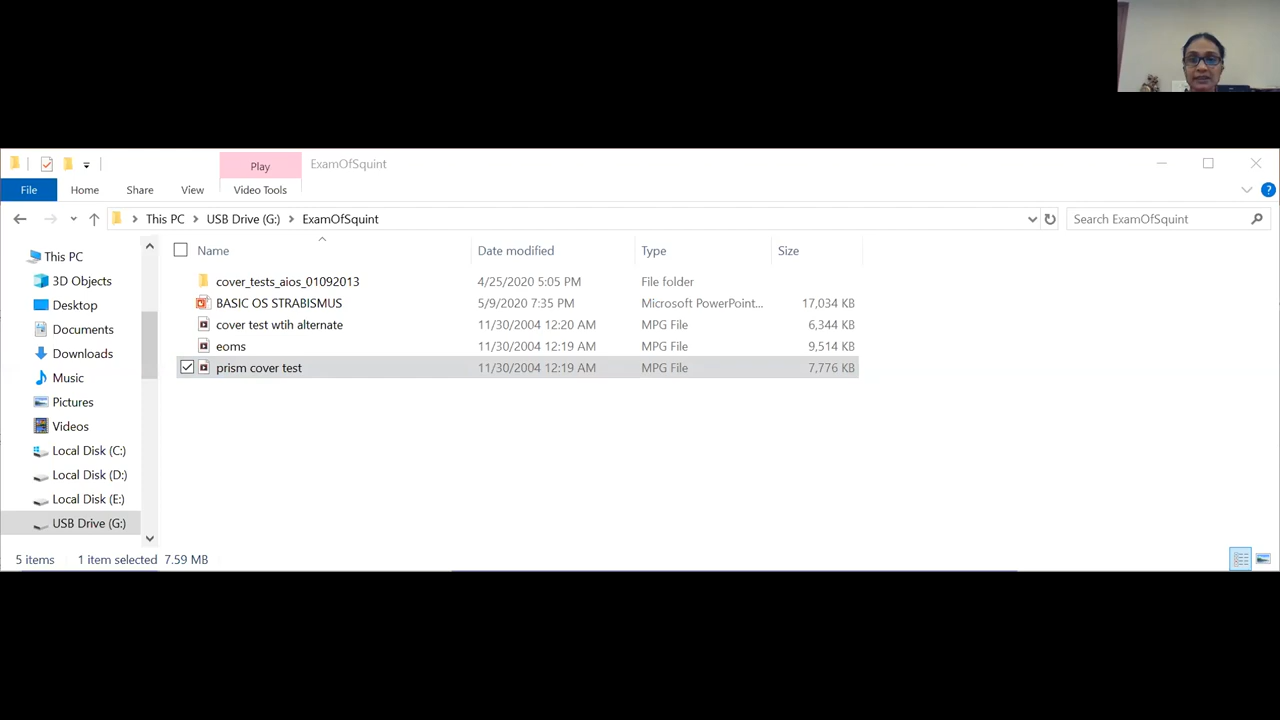 Play ExamOfSquint
File Home Share View Video Tools ?
This PC USB Drive (G:) ExamOfSquint Search ExamOfSquint
This PC
3D Objects
Desktop
Documents
Downloads
Music
Pictures
Videos
Local Disk (C:)
Local Disk (D:)
Local Disk (E:)
USB Drive (G:)
Name Date modified Type Size
cover_tests_aios_01092013 4/25/2020 5:05 PM File folder
BASIC OS STRABISMUS 5/9/2020 7:35 PM Microsoft PowerPoint... 17,034 KB
cover test wtih alternate 11/30/2004 12:20 AM MPG File 6,344 KB
eoms 11/30/2004 12:19 AM MPG File 9,514 KB
prism cover test 11/30/2004 12:19 AM MPG File 7,776 KB
5 items 1 item selected 7.59 MB